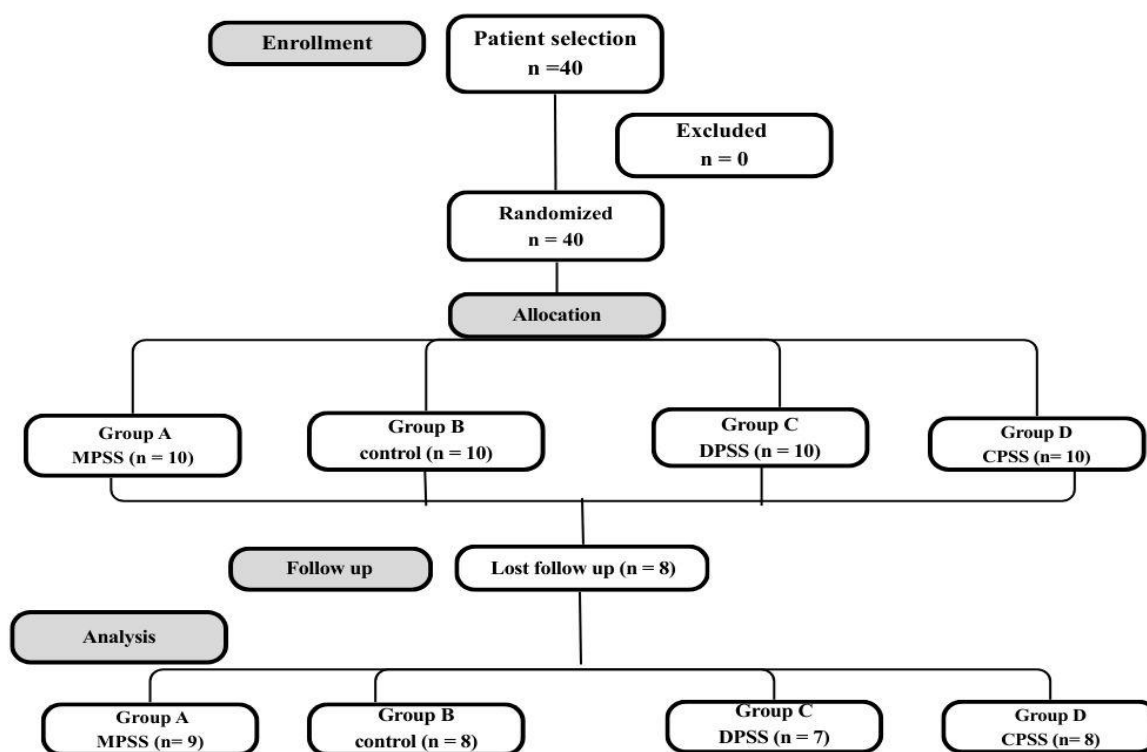 Enrollment
Patient selection
n =40
Excluded
n = 0
Randomized
n = 40
Allocation
Group A
MPSS (n = 10)
Group B
control (n = 10)
Group C
DPSS (n = 10)
Group D
CPSS (n= 10)
Follow up
Lost follow up (n = 8)
Analysis
Group A
MPSS (n= 9)
Group B
control (n = 8)
Group C
DPSS (n = 7)
Group D
CPSS (n= 8)